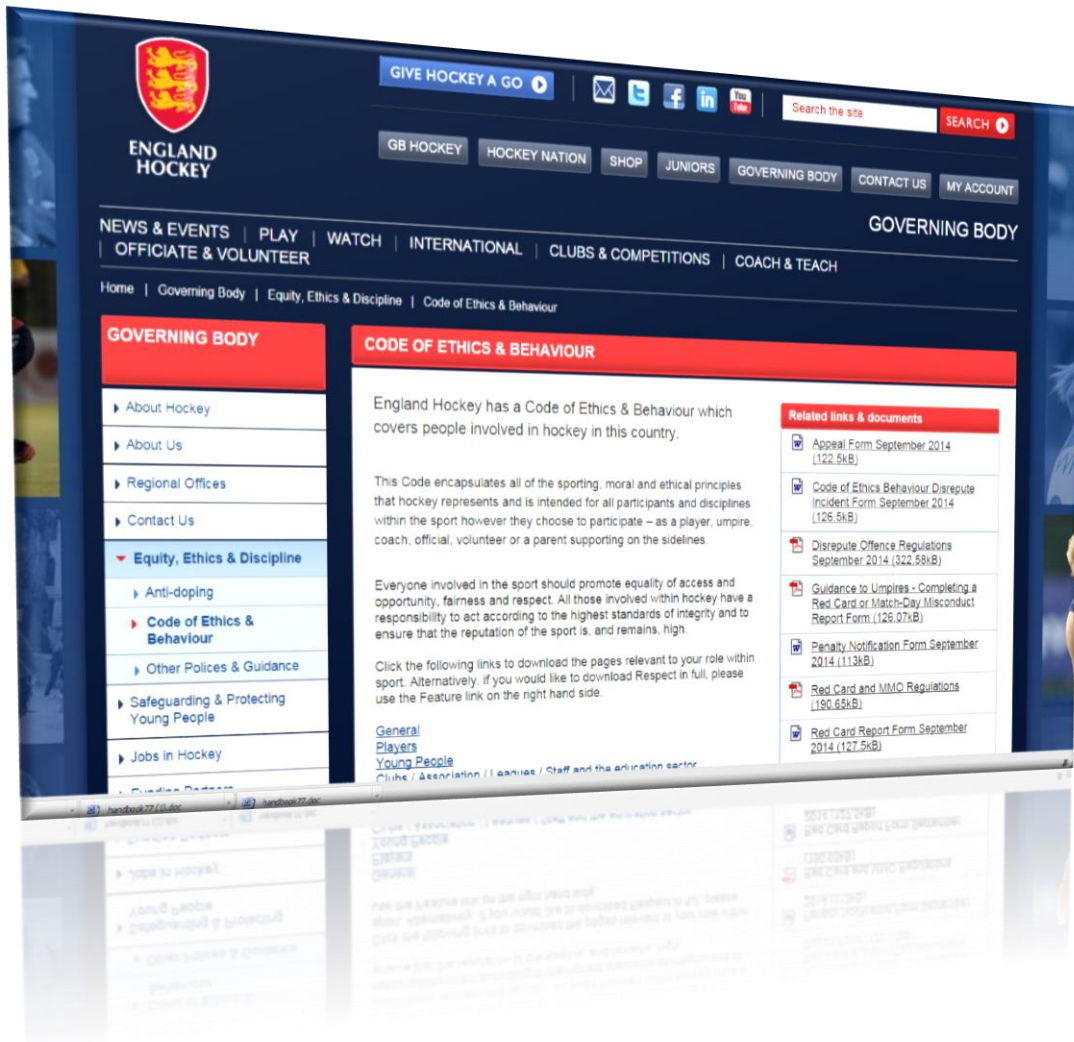 ENGLAND
HOCKEY
GIVE HOCKEY A GO
You
Tube
Search the site
SEARCH
GB HOCKEY
HOCKEY NATION
SHOP
JUNIORS
GOVERNING BODY
CONTACT US
MY ACCOUNT
GOVERNING BODY
NEWS & EVENTS | PLAY | WATCH | INTERNATIONAL | CLUBS & COMPETITIONS | COACH & TEACH
| OFFICIATE & VOLUNTEER
Home | Governing Body | Equity, Ethics & Discipline | Code of Ethics & Behaviour
GOVERNING BODY
About Hockey
About Us
Regional Offices
Contact Us
Equity, Ethics & Discipline
Anti-doping
Code of Ethics &
Behaviour
Other Polices & Guidance
Safeguarding & Protecting
Young People
Jobs in Hockey
Funding Partners
CODE OF ETHICS & BEHAVIOUR
England Hockey has a Code of Ethics & Behaviour which
covers people involved in hockey in this country.
This Code encapsulates all of the sporting, moral and ethical principles
that hockey represents and is intended for all participants and disciplines
within the sport however they choose to participate – as a player, umpire,
coach, official, volunteer or a parent supporting on the sidelines.
Everyone involved in the sport should promote equality of access and
opportunity, fairness and respect. All those involved within hockey have a
responsibility to act according to the highest standards of integrity and to
ensure that the reputation of the sport is, and remains, high.
Click the following links to download the pages relevant to your role within
sport. Alternatively, if you would like to download Respect in full, please
use the Feature link on the right hand side.
General
Players
Young People
Clubs / Association / Leagues / Staff and the education sector
Related links & documents
Appeal Form September 2014
(122.5kB)
Code of Ethics Behaviour Disrepute
Incident Form September 2014
(126.5kB)
Disrepute Offence Regulations
September 2014 (322.58kB)
Guidance to Umpires - Completing a
Red Card or Match-Day Misconduct
Report Form (126.07kB)
Penalty Notification Form September
2014 (113kB)
Red Card and MMO Regulations
(190.65kB)
Red Card Report Form September
2014 (127.5kB)
handbook77.doc